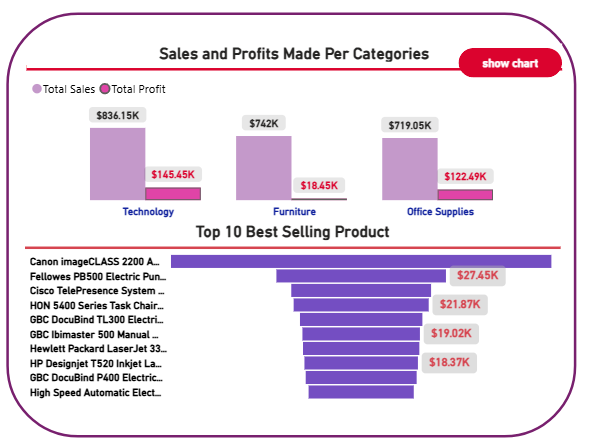 Sales and Profits Made Per Categories
show chart
Total Sales Total Profit
$836.15K
$145.45K
$742K
$18.45K
$719.05K
$122.49K
Technology Furniture Office Supplies
Top 10 Best Selling Product
Canon imageCLASS 2200 A...
Fellowes PB500 Electric Pun...
$27.45K
Cisco TelePresence System ...
HON 5400 Series Task Chair...
$21.87K
GBC DocuBind TL300 Electri...
GBC Ibimaster 500 Manual ...
$19.02K
Hewlett Packard LaserJet 33...
HP Designjet T520 Inkjet La...
$18.37K
GBC DocuBind P400 Electric...
High Speed Automatic Elect...